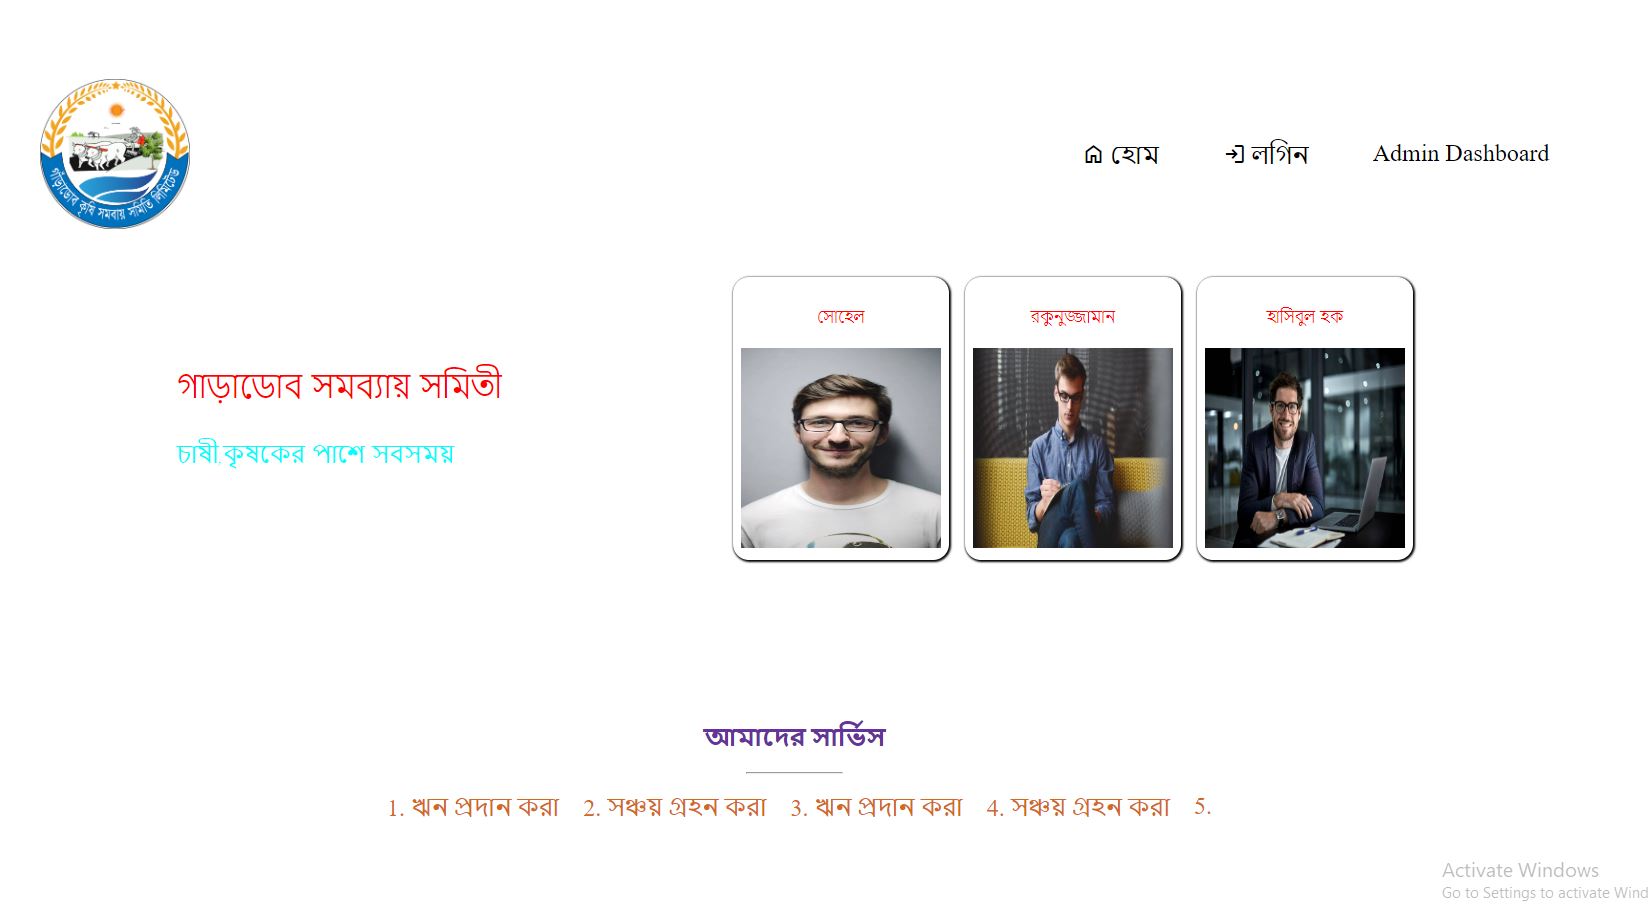 গাঁড়াডোব কৃষি সমবায় সমিতি লিমিটেড
হোম
লগিন
Admin Dashboard
সোহেল
রকুনুজ্জামান
হাসিবুল হক
গাড়াডোব সমব্যায় সমিতী
চাষী,কৃষকের পাশে সবসময়
আমাদের সার্ভিস
1. ঋন প্রদান করা
2. সঞ্চয় গ্রহন করা
3. ঋন প্রদান করা
4. সঞ্চয় গ্রহন করা
5.
Activate Windows
Go to Settings to activate Wind